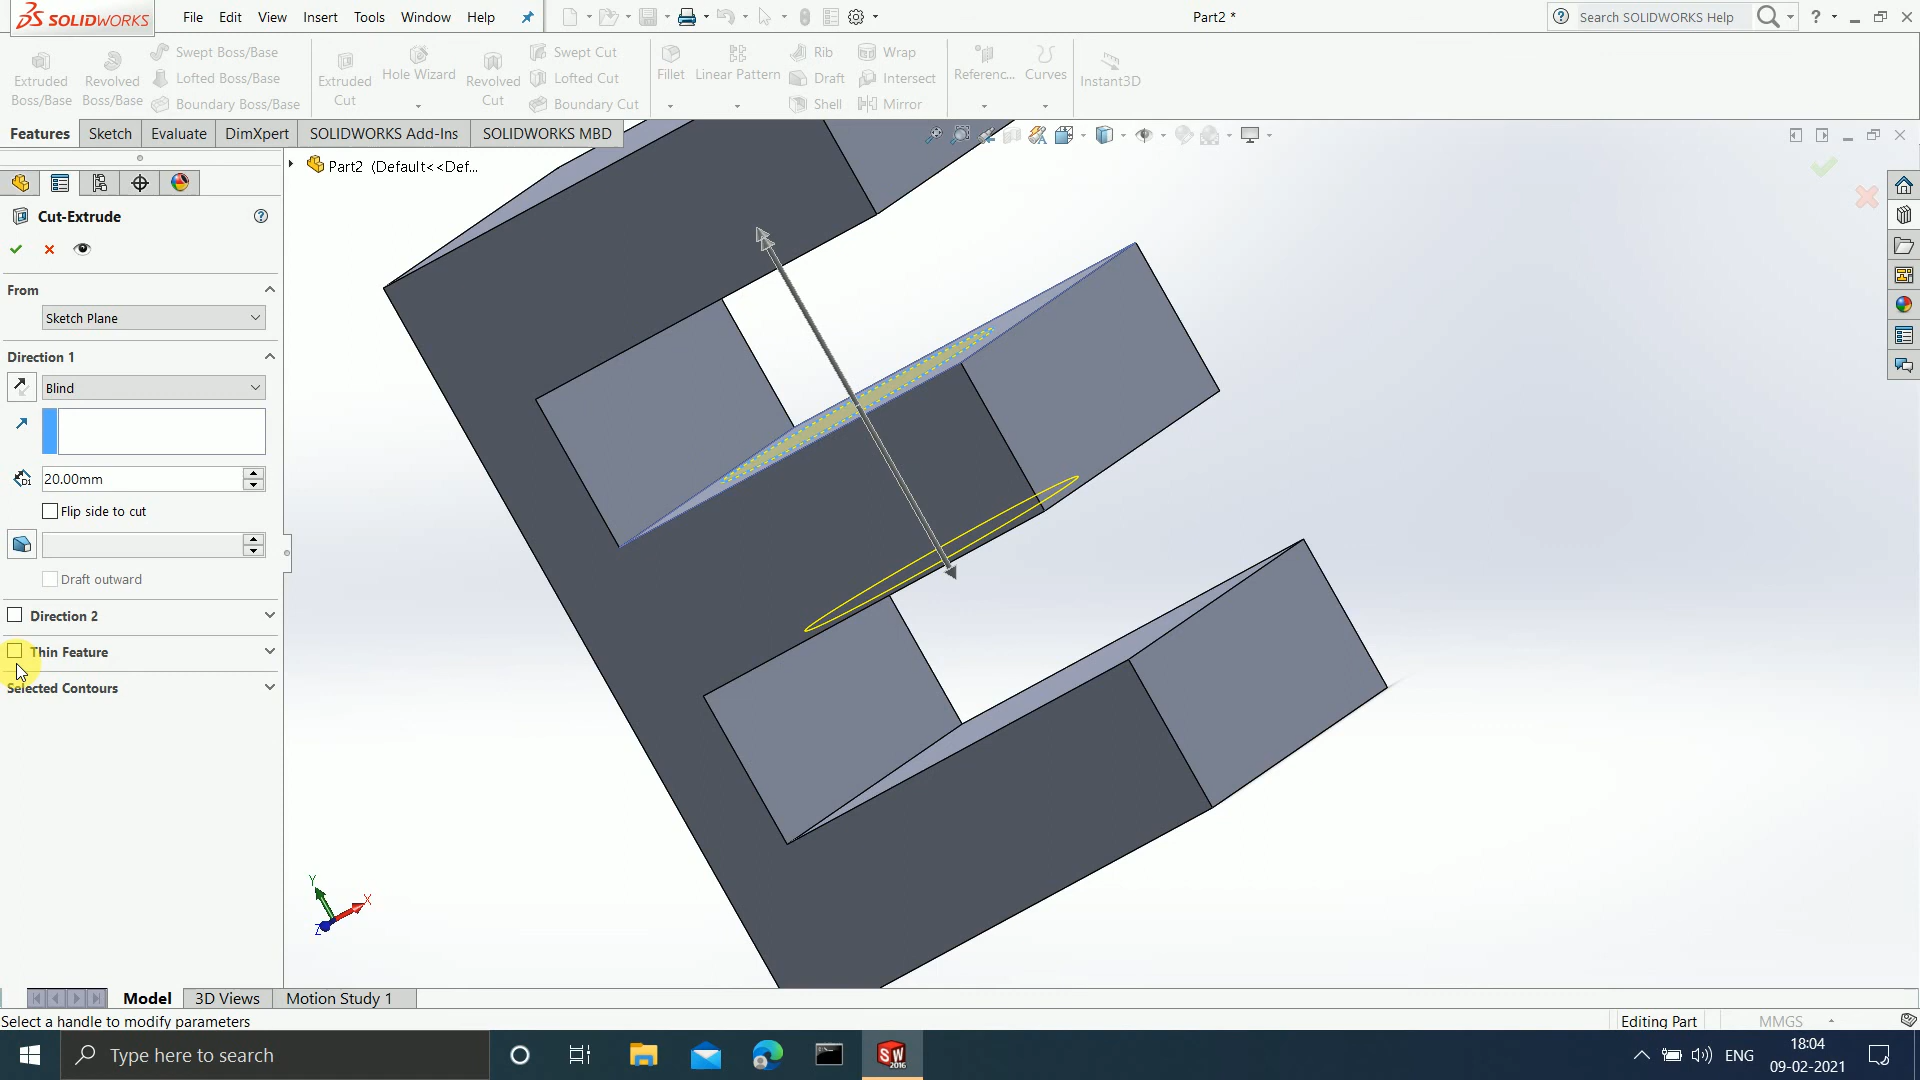 SOLIDWORKS File Edit View Insert Tools Window Help Part2 * Search SOLIDWORKS Help ?
Extruded Boss/Base
Revolved Boss/Base
Swept Boss/Base
Lofted Boss/Base
Boundary Boss/Base
Extruded Cut
Hole Wizard
Revolved Cut
Swept Cut
Lofted Cut
Boundary Cut
Fillet
Linear Pattern
Rib
Draft
Shell
Wrap
Intersect
Mirror
Referenc...
Curves
Instant3D
Features Sketch Evaluate DimXpert SOLIDWORKS Add-Ins SOLIDWORKS MBD
Part2 (Default<<Def...
Cut-Extrude
From
Sketch Plane
Direction 1
Blind
D1
20.00mm
Flip side to cut
Draft outward
Direction 2
Thin Feature
Selected Contours
Y
X
Z
Model 3D Views Motion Study 1
Select a handle to modify parameters Editing Part MMGS
Type here to search
SW 2016
ENG
18:04
09-02-2021